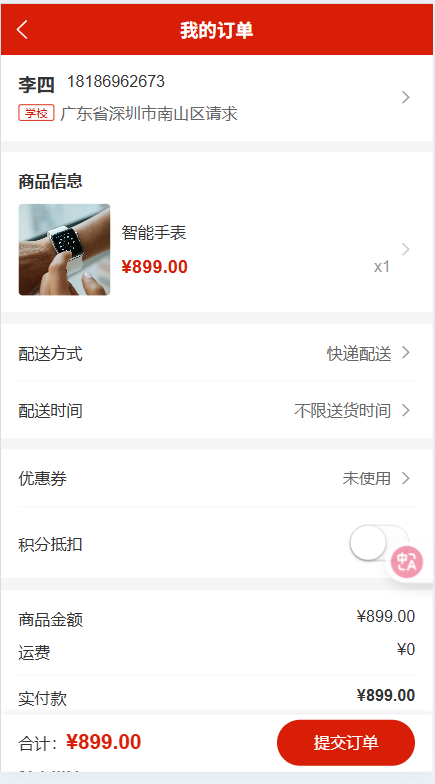 我的订单
李四 18186962673
学校 广东省深圳市南山区请求
商品信息
智能手表
¥899.00 x1
配送方式 快递配送
配送时间 不限送货时间
优惠券 未使用
积分抵扣
商品金额 ¥899.00
运费 ¥0
实付款 ¥899.00
合计：¥899.00 提交订单